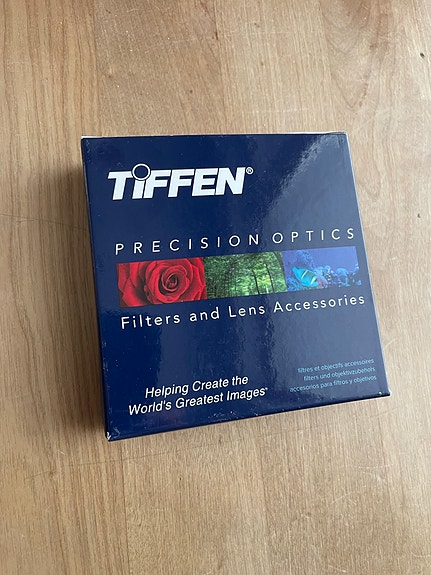 TIFFEN®
PRECISION OPTICS
Filters and Lens Accessories
filtres et objectifs accessoires
filters und objektivzubehors
accesorios para filtros y objetivos
Helping Create the
World's Greatest Images®